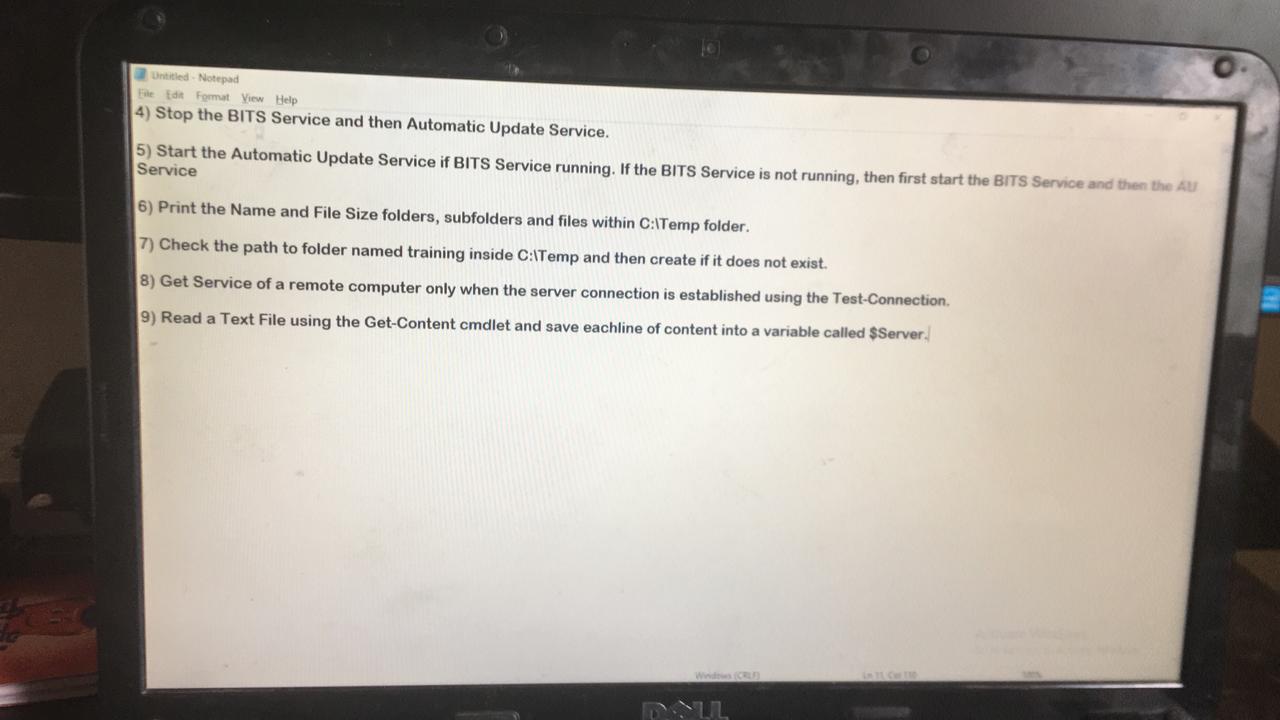 Untitled - Notepad
File Edit Format View Help
4) Stop the BITS Service and then Automatic Update Service.
5) Start the Automatic Update Service if BITS Service running. If the BITS Service is not running, then first start the BITS Service and then the AU
Service
6) Print the Name and File Size folders, subfolders and files within C:\Temp folder.
7) Check the path to folder named training inside C:\Temp and then create if it does not exist.
8) Get Service of a remote computer only when the server connection is established using the Test-Connection.
9) Read a Text File using the Get-Content cmdlet and save eachline of content into a variable called $Server.
Activate Windows
Windows (CRLF) Ln 11, Col 110 100%
DELL